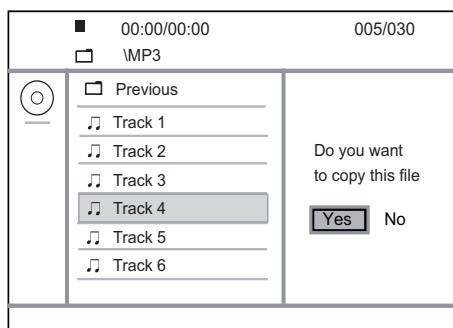 00:00/00:00 005/030
\MP3
Previous
Track 1
Track 2
Track 3
Track 4
Track 5
Track 6
Do you want
to copy this file
Yes No